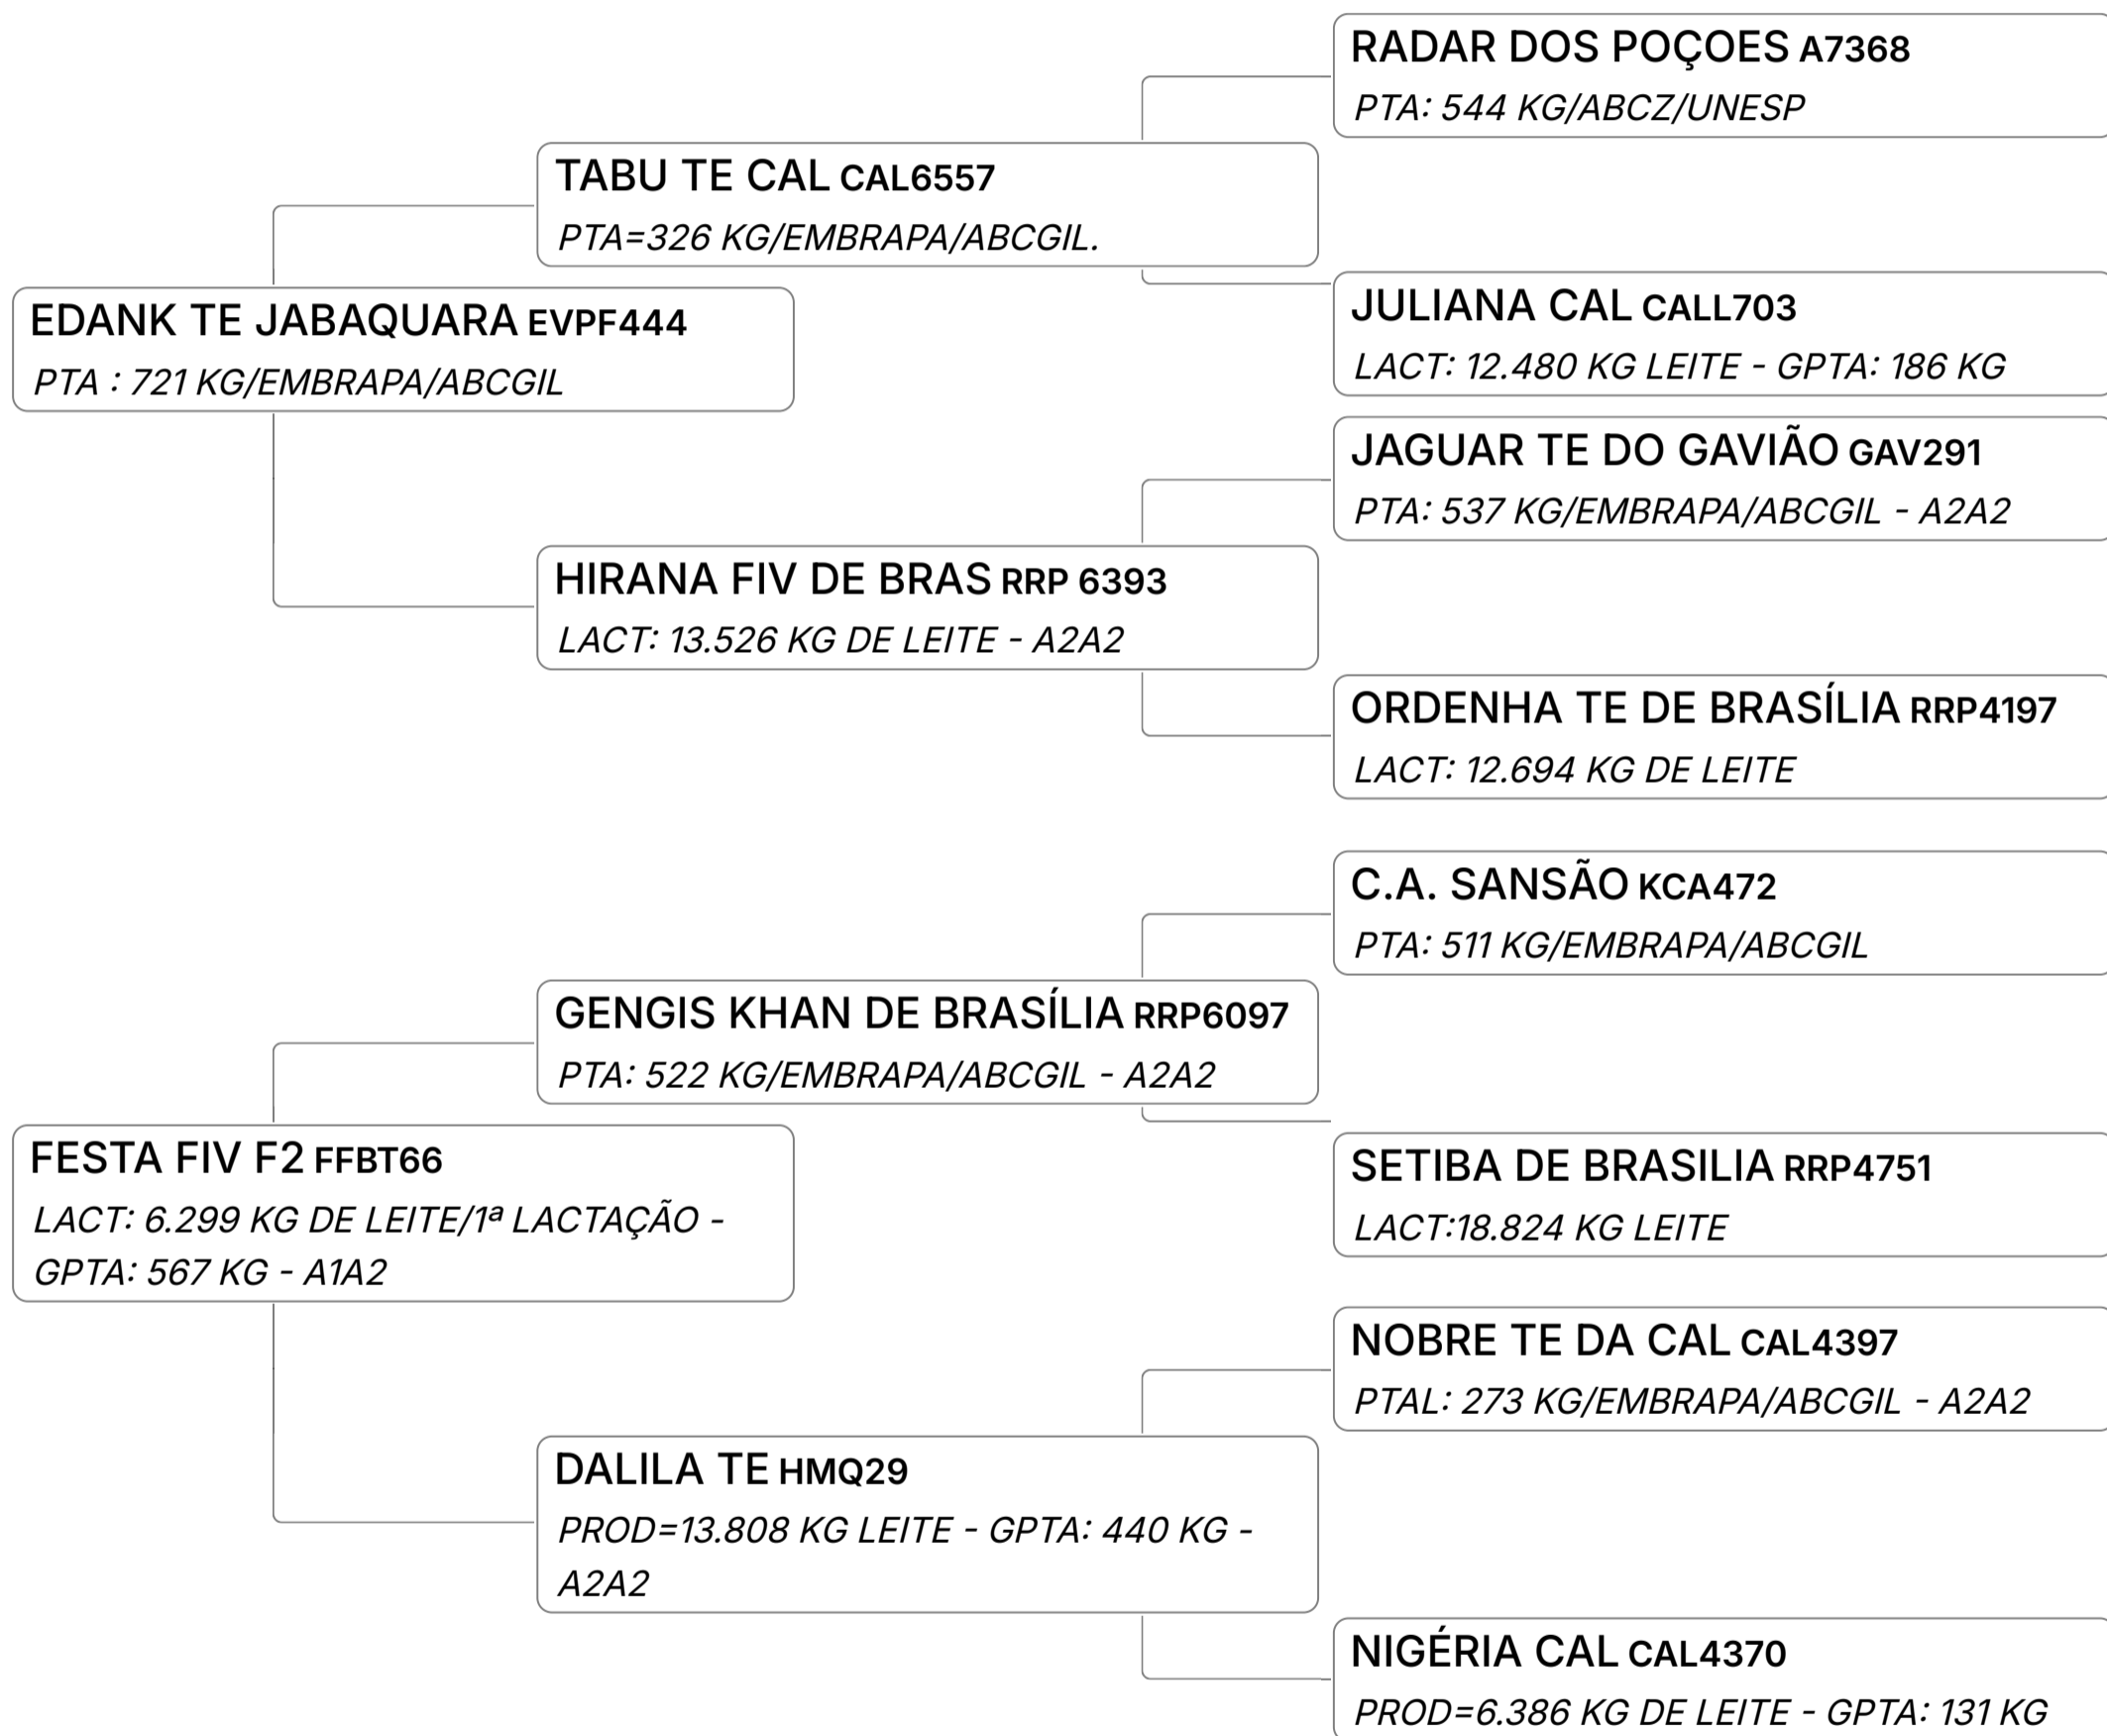 RADAR DOS POÇOES A7368
PTA: 544 KG/ABCZ/UNESP
TABU TE CAL CAL6557
PTA=326 KG/EMBRAPA/ABCGIL.
JULIANA CAL CALL703
LACT: 12.480 KG LEITE - GPTA: 186 KG
EDANK TE JABAQUARA EVPF444
PTA : 721 KG/EMBRAPA/ABCGIL
JAGUAR TE DO GAVIÃO GAV291
PTA: 537 KG/EMBRAPA/ABCGIL - A2A2
HIRANA FIV DE BRAS RRP 6393
LACT: 13.526 KG DE LEITE - A2A2
ORDENHA TE DE BRASÍLIA RRP4197
LACT: 12.694 KG DE LEITE
C.A. SANSÃO KCA472
PTA: 511 KG/EMBRAPA/ABCGIL
GENGIS KHAN DE BRASÍLIA RRP6097
PTA: 522 KG/EMBRAPA/ABCGIL - A2A2
SETIBA DE BRASILIA RRP4751
LACT:18.824 KG LEITE
FESTA FIV F2 FFBT66
LACT: 6.299 KG DE LEITE/1ª LACTAÇÃO -
GPTA: 567 KG - A1A2
NOBRE TE DA CAL CAL4397
PTAL: 273 KG/EMBRAPA/ABCGIL - A2A2
DALILA TE HMQ29
PROD=13.808 KG LEITE - GPTA: 440 KG -
A2A2
NIGÉRIA CAL CAL4370
PROD=6.386 KG DE LEITE - GPTA: 131 KG